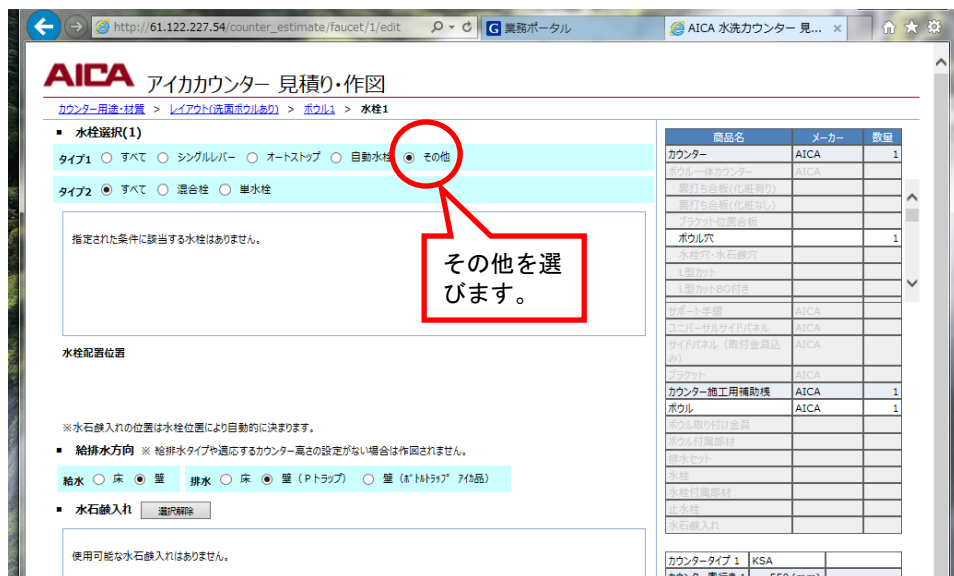 http://61.122.227.54/counter_estimate/faucet/1/edit
業務ポータル
AICA 水洗カウンター 見...
AICA アイカカウンター 見積り・作図
カウンター用途・材質 > レイアウト(洗面ボウルあり) > ボウル1 > 水栓1
■ 水栓選択(1)
タイプ1 すべて シングルレバー オートストップ 自動水栓 その他
タイプ2 すべて 混合栓 単水栓
指定された条件に該当する水栓はありません。
その他を選
びます。
水栓配置位置
※水石鹸入れの位置は水栓位置により自動的に決まります。
■ 給排水方向 ※ 給排水タイプや適応するカウンター高さの設定がない場合は作図されません。
給水 床 壁 排水 床 壁 (Pトラップ) 壁 (ボトルトラップ アイカ品)
■ 水石鹸入れ 選択解除
使用可能な水石鹸入れはありません。
商品名 メーカー 数量
カウンター AICA 1
ボウル一体カウンター AICA
裏打ち合板(化粧有り)
裏打ち合板(化粧なし)
ブラケット位置合板
ボウル穴 1
水栓穴・水石鹸穴
L型カット
L型カットBG付き
サポート手摺 AICA
ユニバーサルサイドパネル AICA
サイドパネル（取付金具込 AICA
み）
ブラケット AICA
カウンター施工用補助桟 AICA 1
ボウル AICA 1
ボウル取り付け金具
ボウル付属部材
排水セット
水栓
水栓付属部材
止水栓
水石鹸入れ
カウンタータイプ 1 KSA